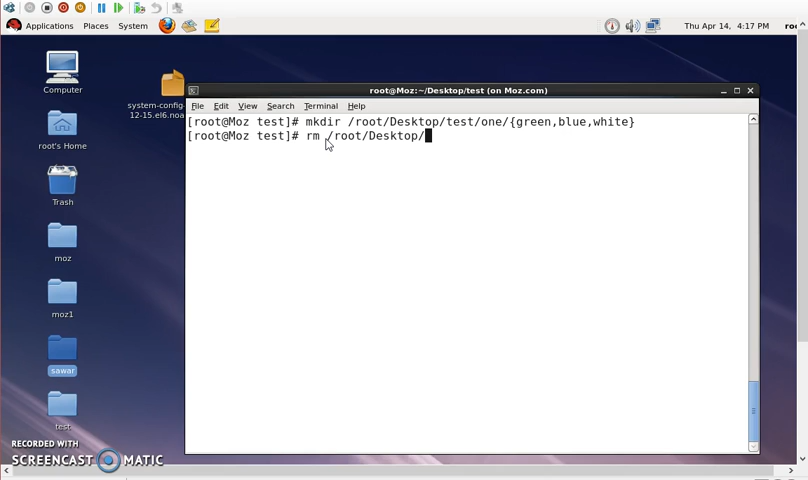 Applications Places System
Thu Apr 14, 4:17 PM
Computer
root's Home
Trash
moz
moz1
sawar
test
system-config-
12-15.el6.noa
root@Moz:~/Desktop/test (on Moz.com)
File Edit View Search Terminal Help
[root@Moz test]# mkdir /root/Desktop/test/one/{green,blue,white}
[root@Moz test]# rm /root/Desktop/
RECORDED WITH
SCREENCAST MATIC